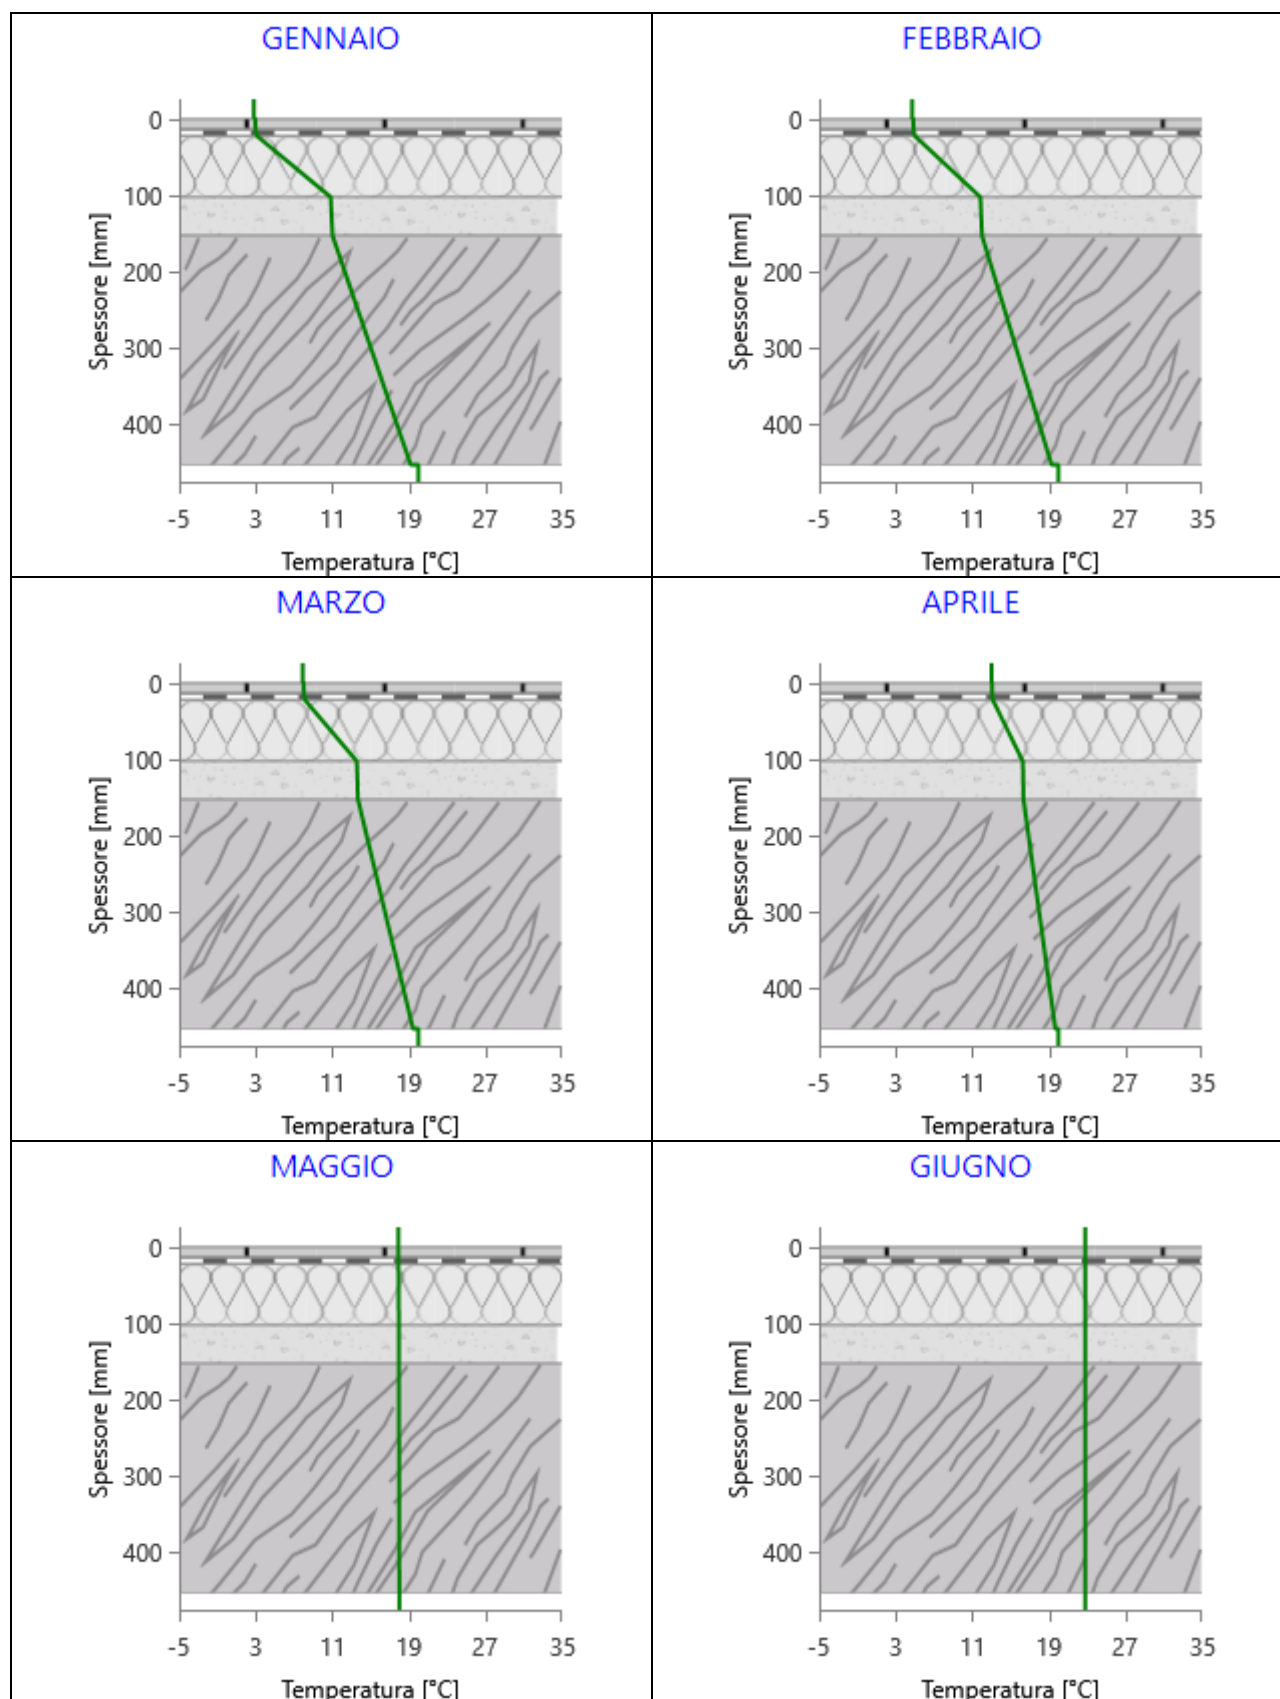 GENNAIO
0
100
200
300
400
Spessore [mm]
-5 3 11 19 27 35
Temperatura [°C]
FEBBRAIO
0
100
200
300
400
Spessore [mm]
-5 3 11 19 27 35
Temperatura [°C]
MARZO
0
100
200
300
400
Spessore [mm]
-5 3 11 19 27 35
Temperatura [°C]
APRILE
0
100
200
300
400
Spessore [mm]
-5 3 11 19 27 35
Temperatura [°C]
MAGGIO
0
100
200
300
400
Spessore [mm]
-5 3 11 19 27 35
Temperatura [°C]
GIUGNO
0
100
200
300
400
Spessore [mm]
-5 3 11 19 27 35
Temperatura [°C]